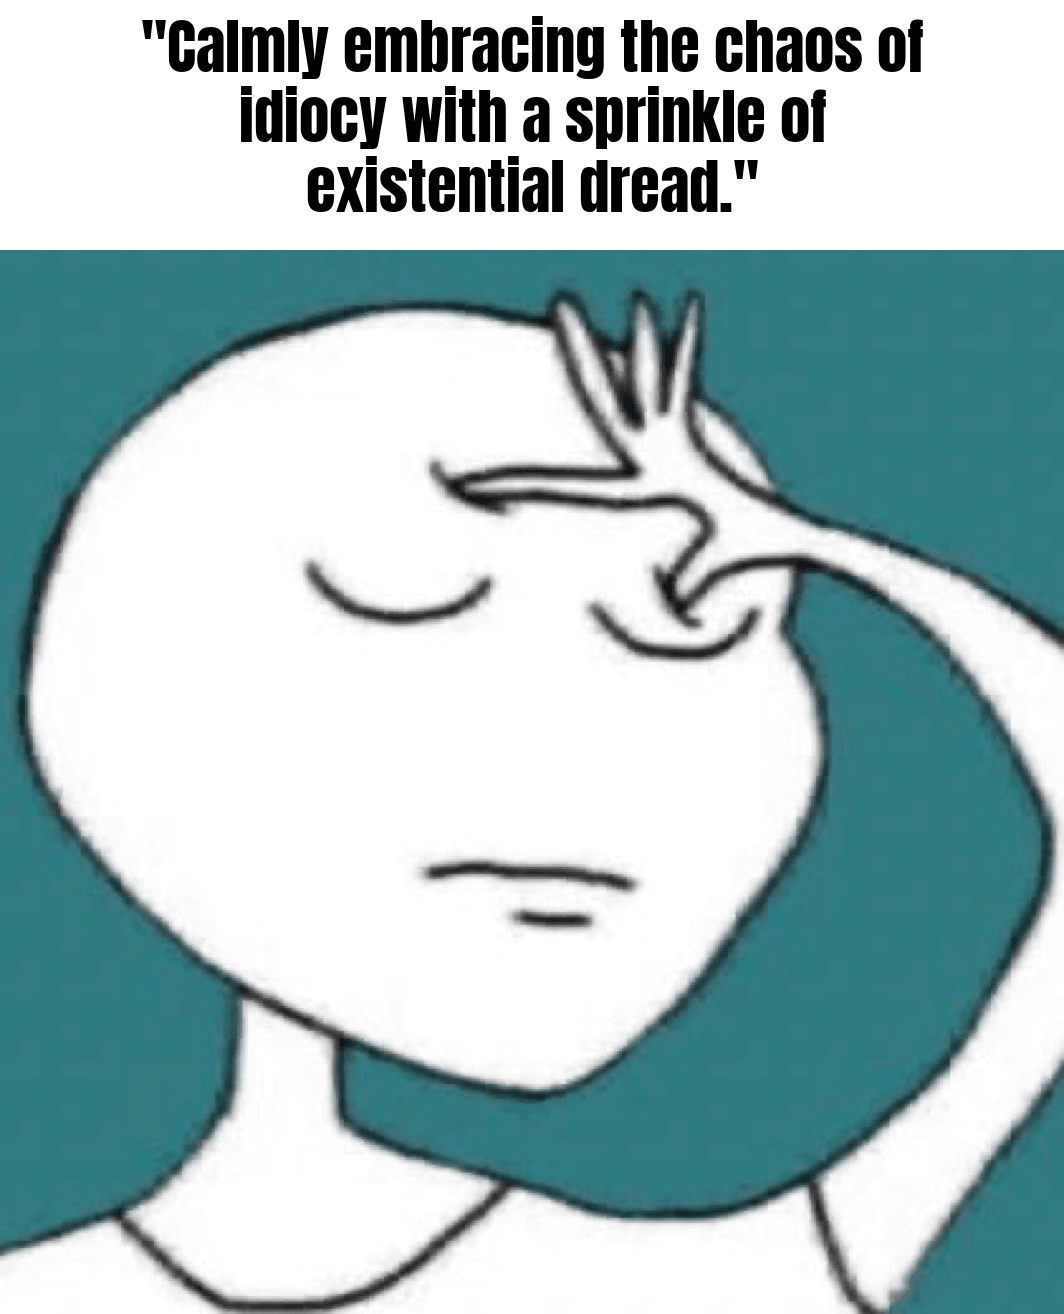 "Calmly embracing the chaos of
idiocy with a sprinkle of
existential dread."